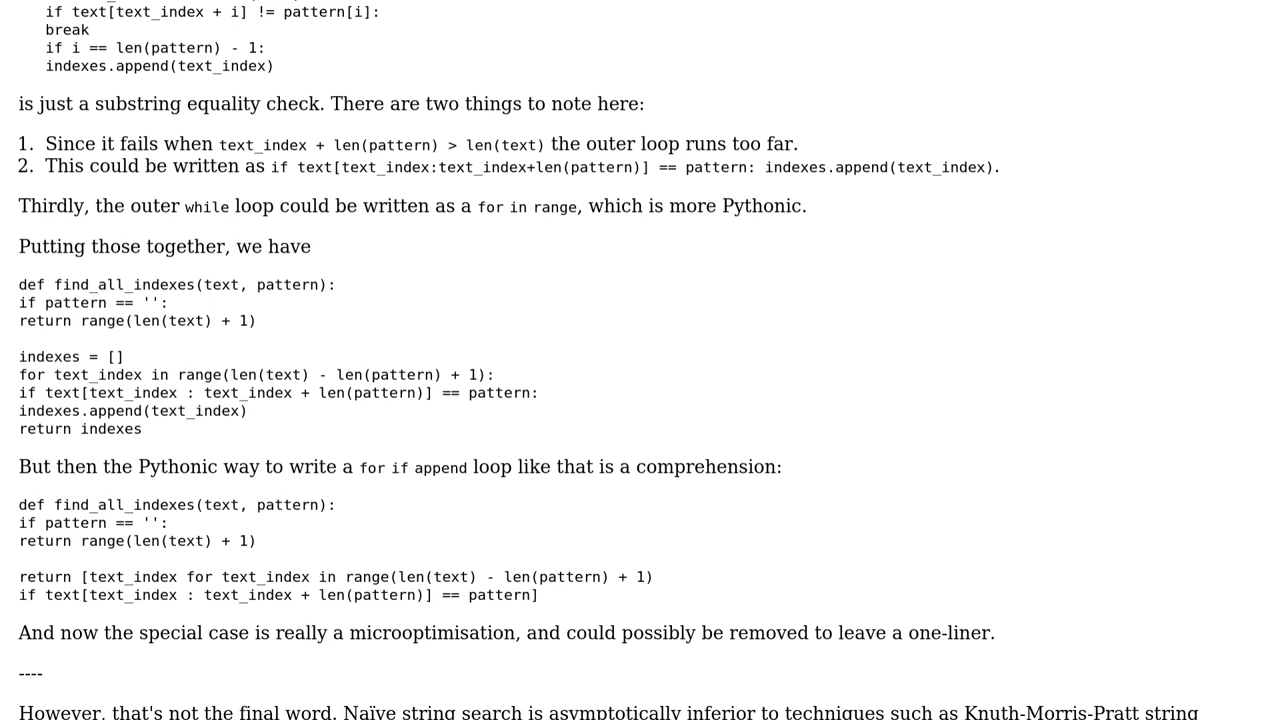 if text[text_index + i] != pattern[i]:
break
if i == len(pattern) - 1:
indexes.append(text_index)
is just a substring equality check. There are two things to note here:
1. Since it fails when text_index + len(pattern) > len(text) the outer loop runs too far.
2. This could be written as if text[text_index:text_index+len(pattern)] == pattern: indexes.append(text_index).
Thirdly, the outer while loop could be written as a for in range, which is more Pythonic.
Putting those together, we have
def find_all_indexes(text, pattern):
if pattern == '':
return range(len(text) + 1)
indexes = []
for text_index in range(len(text) - len(pattern) + 1):
if text[text_index : text_index + len(pattern)] == pattern:
indexes.append(text_index)
return indexes
But then the Pythonic way to write a for if append loop like that is a comprehension:
def find_all_indexes(text, pattern):
if pattern == '':
return range(len(text) + 1)
return [text_index for text_index in range(len(text) - len(pattern) + 1)
if text[text_index : text_index + len(pattern)] == pattern]
And now the special case is really a microoptimisation, and could possibly be removed to leave a one-liner.
----
However, that's not the final word. Naïve string search is asymptotically inferior to techniques such as Knuth-Morris-Pratt string